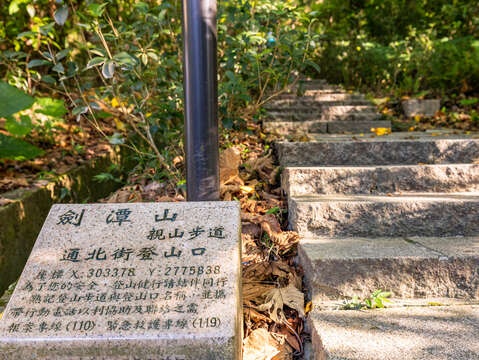 劍潭山
親山步道
通北街登山口
座標 X:303378 Y:2775838
為了您的安全,登山健行請結伴同行
熟記登山步道與登山口名稱,並攜
帶行動電話以利協助及聯絡之需
報案專線(110)、緊急救護專線(119)